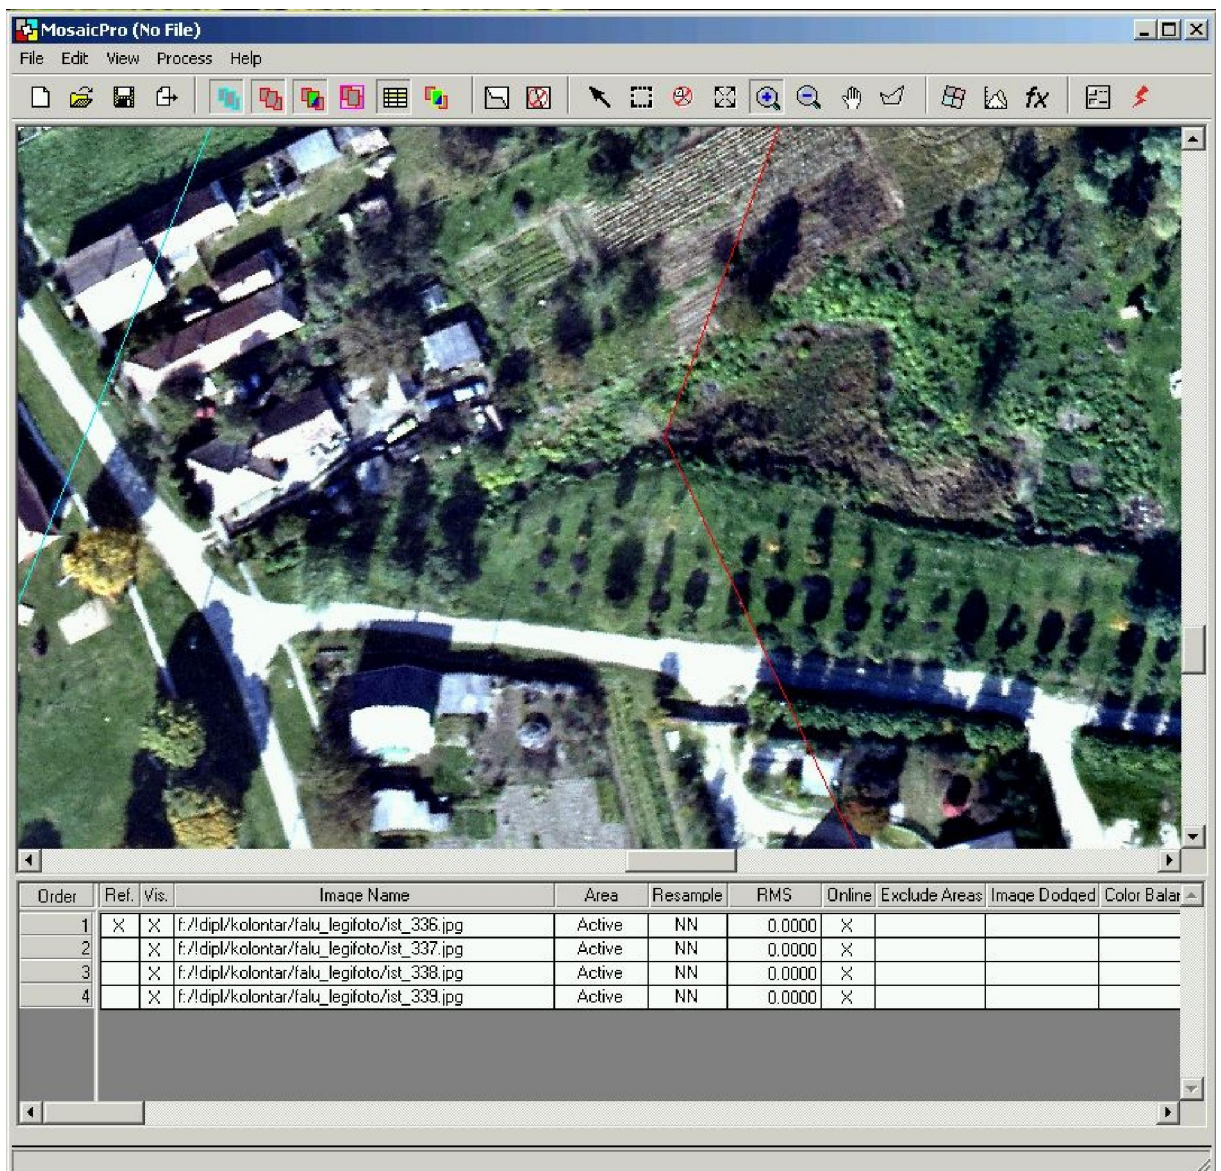 MosaicPro (No File)
File Edit View Process Help
fx
Order Ref. Vis. Image Name Area Resample RMS Online Exclude Areas Image Dodged Color Balar
1 X X f:/!dipl/kolontar/falu_legifoto/ist_336.jpg Active NN 0.0000 X
2 X f:/!dipl/kolontar/falu_legifoto/ist_337.jpg Active NN 0.0000 X
3 X f:/!dipl/kolontar/falu_legifoto/ist_338.jpg Active NN 0.0000 X
4 X f:/!dipl/kolontar/falu_legifoto/ist_339.jpg Active NN 0.0000 X